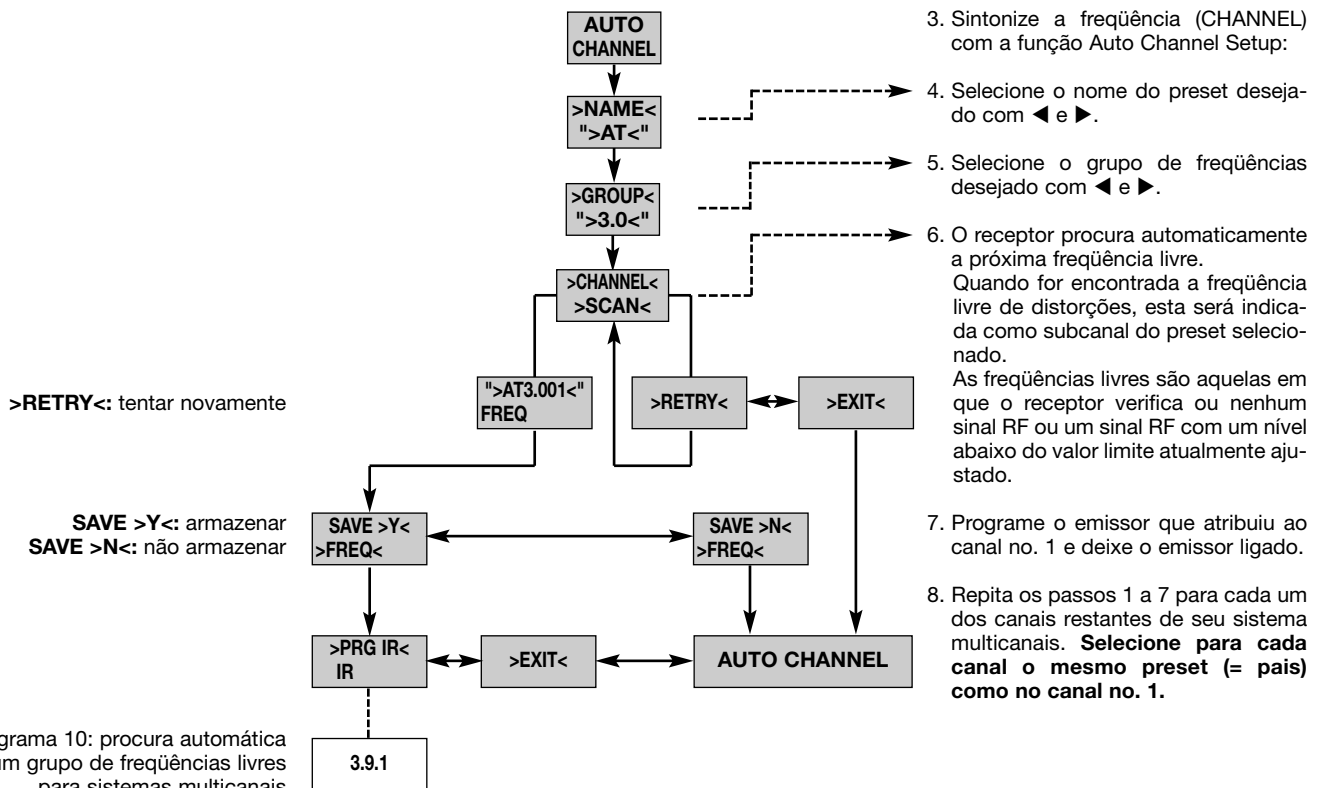 AUTO
CHANNEL
>NAME<
">AT<"
>GROUP<
">3.0<"
>CHANNEL<
>SCAN<
">AT3.001<"
FREQ
>RETRY<
>EXIT<
>RETRY<: tentar novamente
SAVE >Y<: armazenar
SAVE >N<: não armazenar
SAVE >Y<
>FREQ<
SAVE >N<
>FREQ<
>PRG IR<
IR
>EXIT<
AUTO CHANNEL
3.9.1
grama 10: procura automática
um grupo de freqüências livres
para sistemas multicanais
3. Sintonize a freqüência (CHANNEL)
com a função Auto Channel Setup:
4. Selecione o nome do preset deseja-
do com ◀ e ▶.
5. Selecione o grupo de freqüências
desejado com ◀ e ▶.
6. O receptor procura automaticamente
a próxima freqüência livre.
Quando for encontrada a freqüência
livre de distorções, esta será indica-
da como subcanal do preset selecio-
nado.
As freqüências livres são aquelas em
que o receptor verifica ou nenhum
sinal RF ou um sinal RF com um nível
abaixo do valor limite atualmente aju-
stado.
7. Programe o emissor que atribuiu ao
canal no. 1 e deixe o emissor ligado.
8. Repita os passos 1 a 7 para cada um
dos canais restantes de seu sistema
multicanais. Selecione para cada
canal o mesmo preset (= pais)
como no canal no. 1.